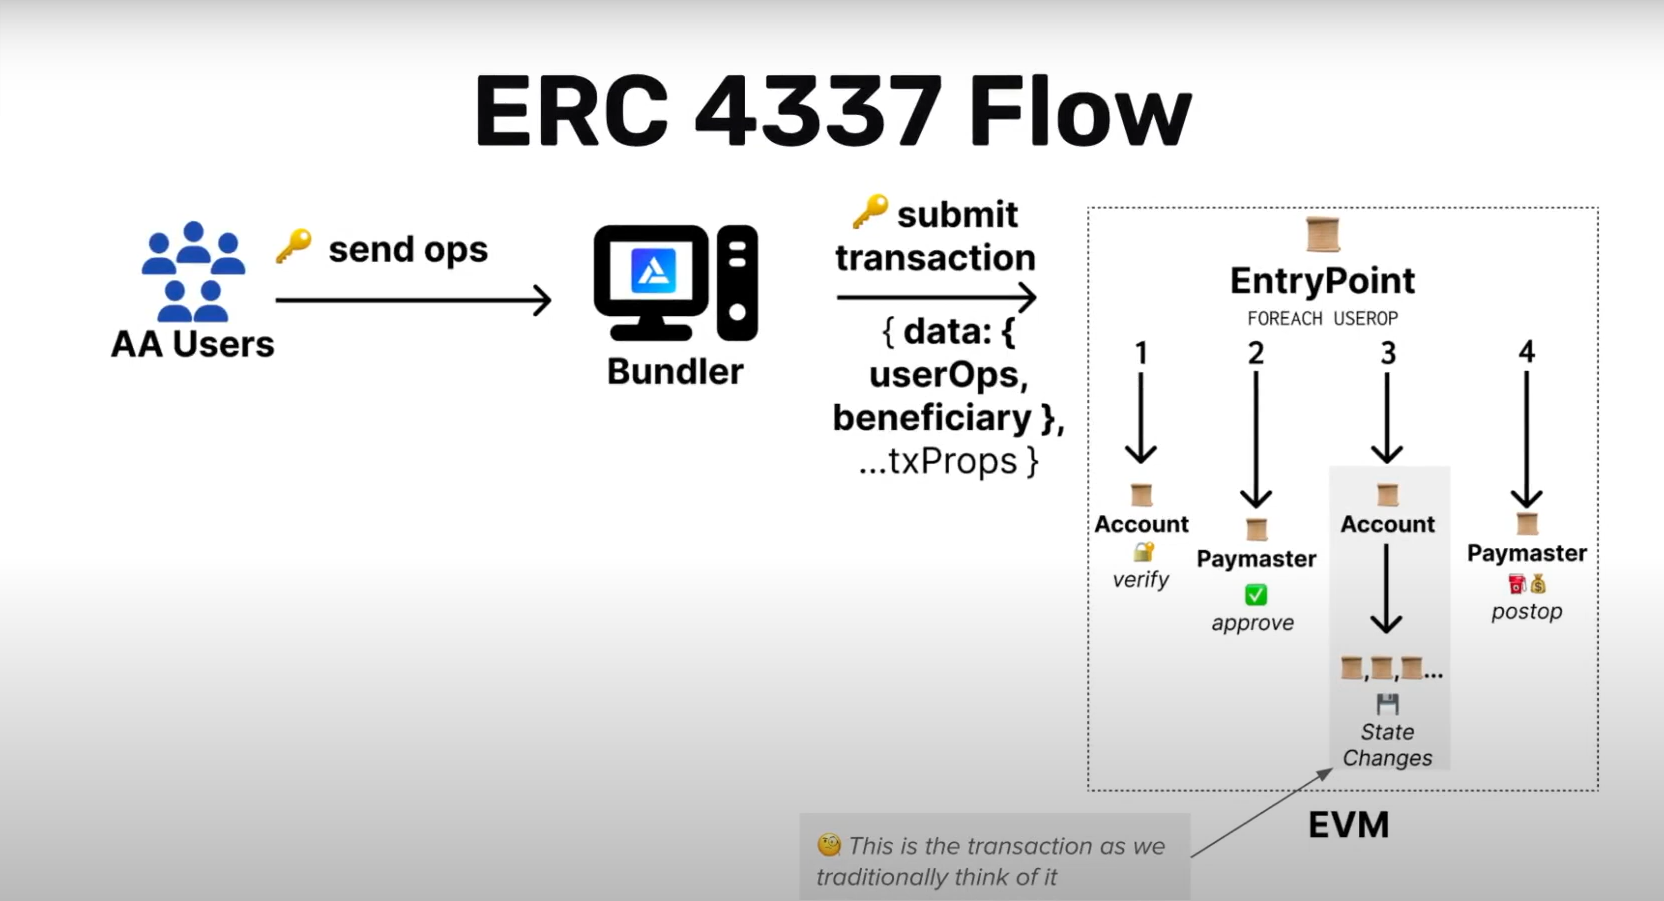 ERC 4337 Flow
send ops
AA Users
Bundler
submit
transaction
{ data: {
userOps,
beneficiary },
...txProps }
EntryPoint
FOREACH USEROP
1
2
3
4
Account
verify
Paymaster
approve
Account
, , ...
State
Changes
Paymaster
postop
EVM
This is the transaction as we
traditionally think of it